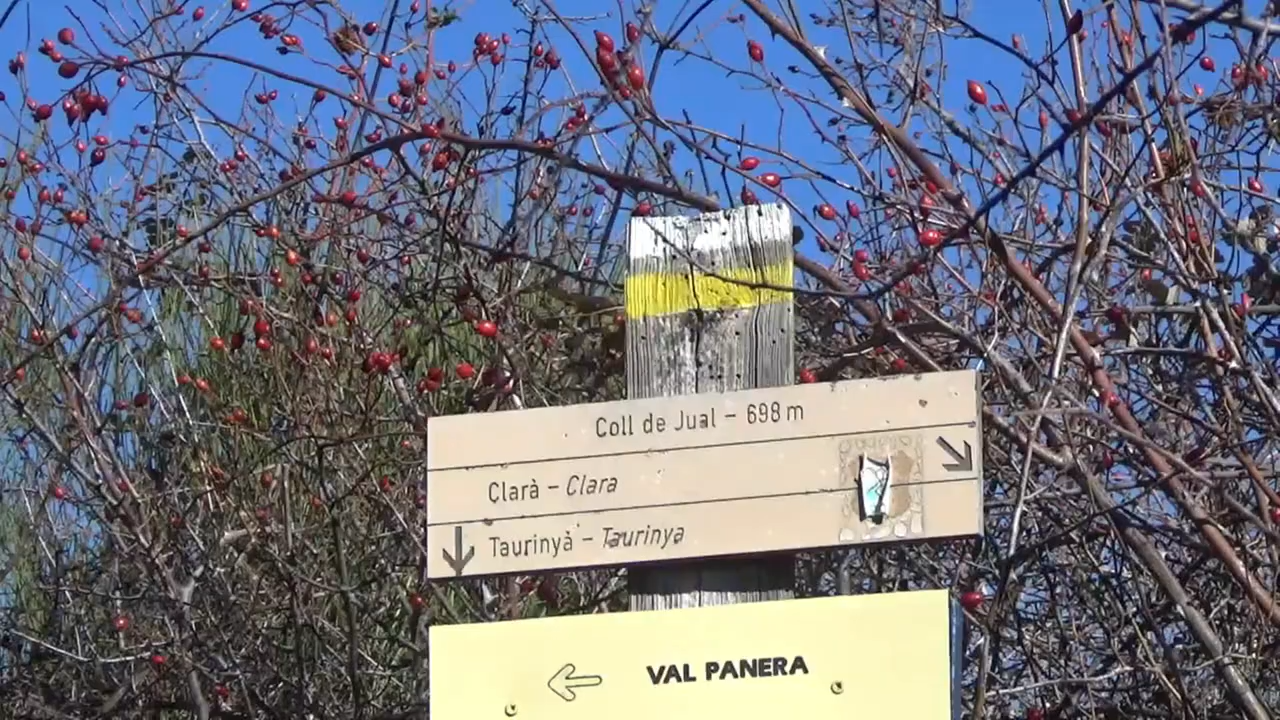 Coll de Jual – 698 m
Clarà – Clara
Taurinyà – Taurinya
VAL PANERA